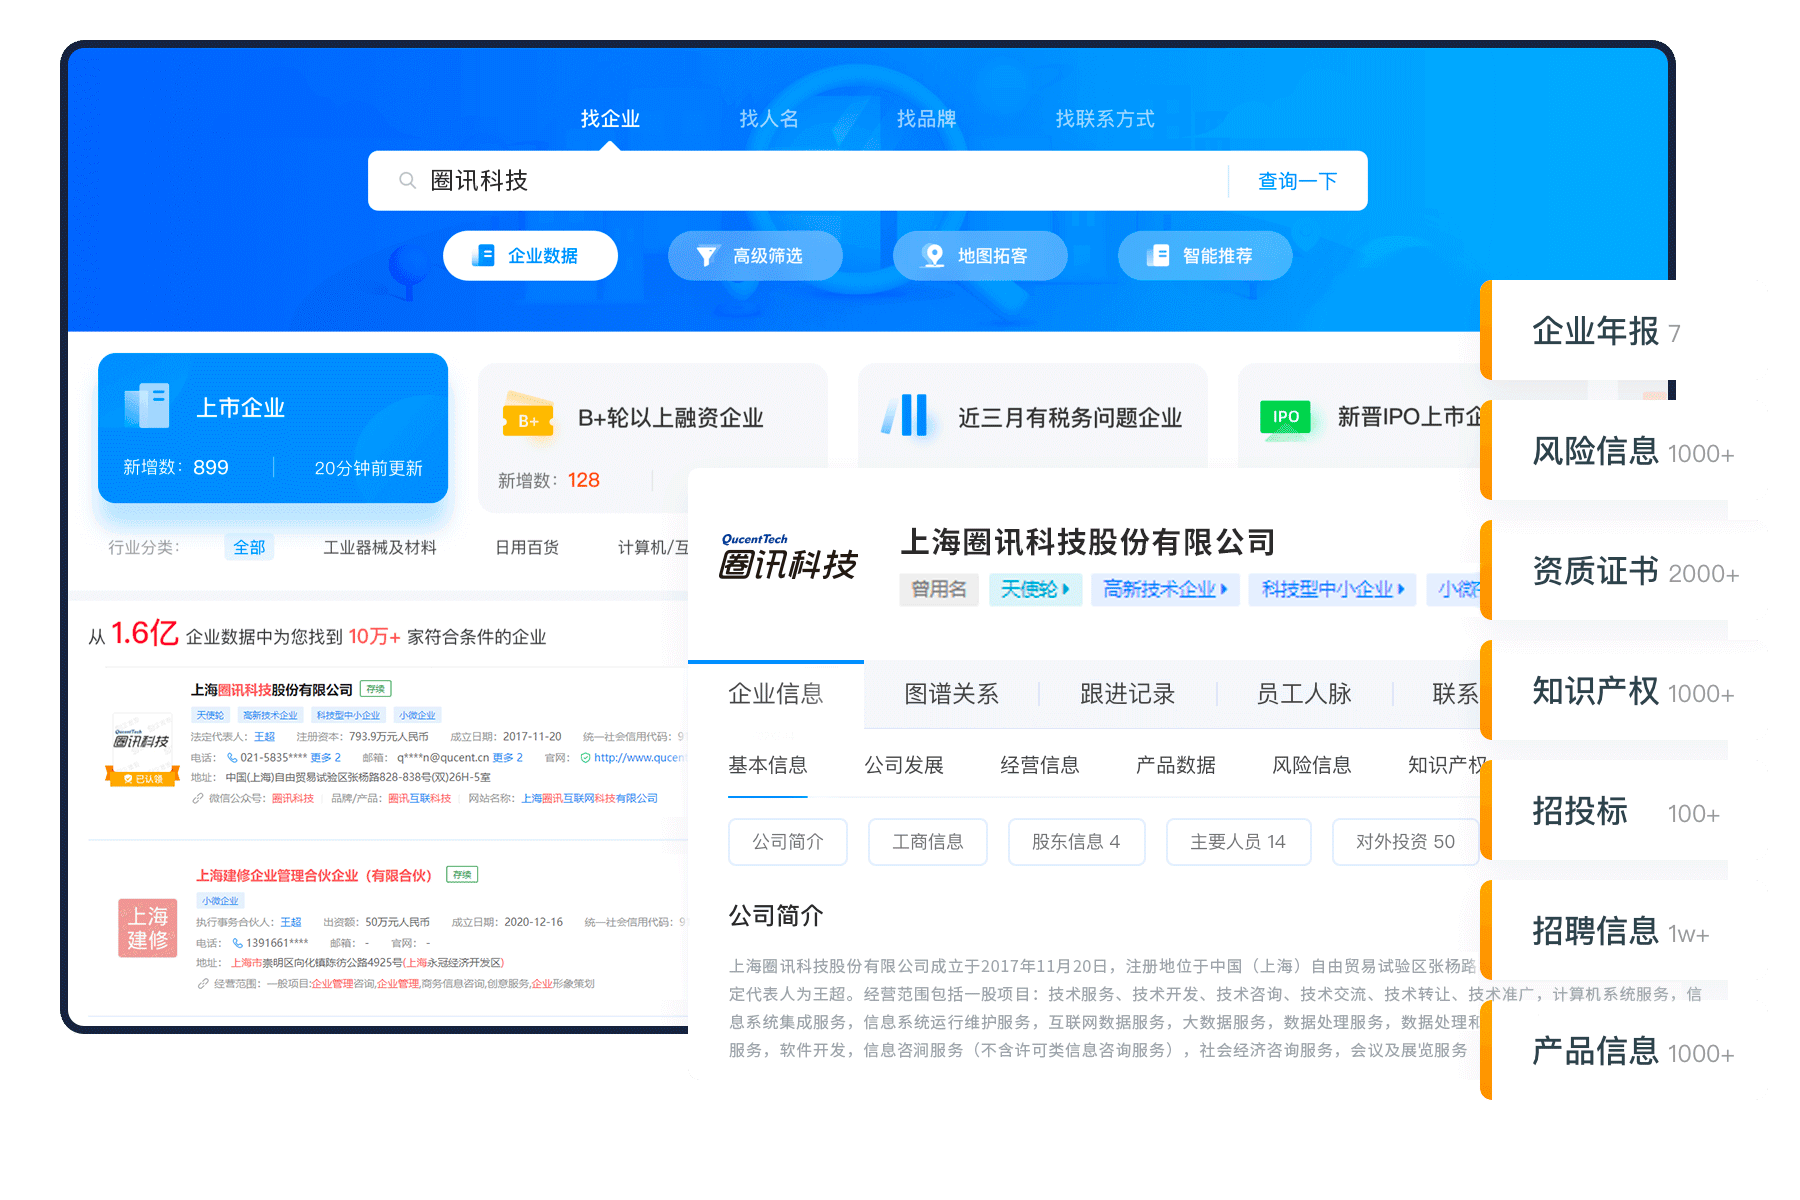 找企业 找人名 找品牌 找联系方式
圈讯科技 查询一下
企业数据 高级筛选 地图拓客 智能推荐
上市企业
新增数：899 20分钟前更新
B+ B+轮以上融资企业
新增数：128
近三月有税务问题企业
IPO 新晋IPO上市企
行业分类： 全部 工业器械及材料 日用百货 计算机/互
从 1.6亿 企业数据中为您找到 10万+ 家符合条件的企业
上海圈讯科技股份有限公司 存续
天使轮 高新技术企业 科技型中小企业 小微企业
QucentTech
圈讯科技
已认领
法定代表人：王超 注册资本：793.9万元人民币 成立日期：2017-11-20 统一社会信用代码：9
电话：021-5835**** 更多 2 邮箱：q****n@qucent.cn 更多 2 官网：http://www.qucen
地址：中国(上海)自由贸易试验区张杨路828-838号(双)26H-5室
微信公众号：圈讯科技 品牌/产品：圈讯互联科技 网站名称：上海圈讯互联网科技有限公司
上海建修企业管理合伙企业（有限合伙） 存续
小微企业
上海
建修
执行事务合伙人：王超 出资额：50万元人民币 成立日期：2020-12-16 统一社会信用代码：9
电话：1391661**** 邮箱：- 官网：-
地址：上海市崇明区向化镇陈彷公路4925号(上海永冠经济开发区)
经营范围：一般项目:企业管理咨询,企业管理,商务信息咨询,创意服务,企业形象策划
QucentTech
圈讯科技
上海圈讯科技股份有限公司
曾用名 天使轮 高新技术企业 科技型中小企业 小微
企业信息 图谱关系 跟进记录 员工人脉 联系
基本信息 公司发展 经营信息 产品数据 风险信息 知识产权
公司简介 工商信息 股东信息 4 主要人员 14 对外投资 50
公司简介
上海圈讯科技股份有限公司成立于2017年11月20日，注册地位于中国（上海）自由贸易试验区张杨路
定代表人为王超。经营范围包括一股项目：技术服务、技术开发、技术咨询、技术交流、技术转让、技术准广，计算机系统服务，信
息系统集成服务，信息系统运行维护服务，互联网数据服务，大数据服务，数据处理服务，数据处理和
服务，软件开发，信息咨涧服务（不含许可类信息咨询服务），社会经济咨询服务，会议及展览服务
企业年报 7
风险信息 1000+
资质证书 2000+
知识产权 1000+
招投标 100+
招聘信息 1w+
产品信息 1000+